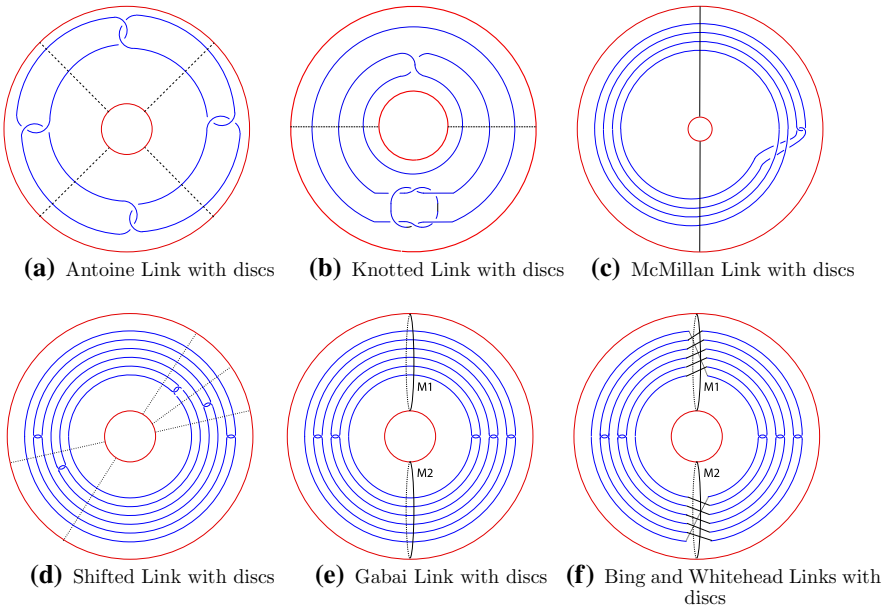 (a) Antoine Link with discs
(b) Knotted Link with discs
(c) McMillan Link with discs
M1
M2
M1
M2
(d) Shifted Link with discs
(e) Gabai Link with discs
(f) Bing and Whitehead Links with
discs